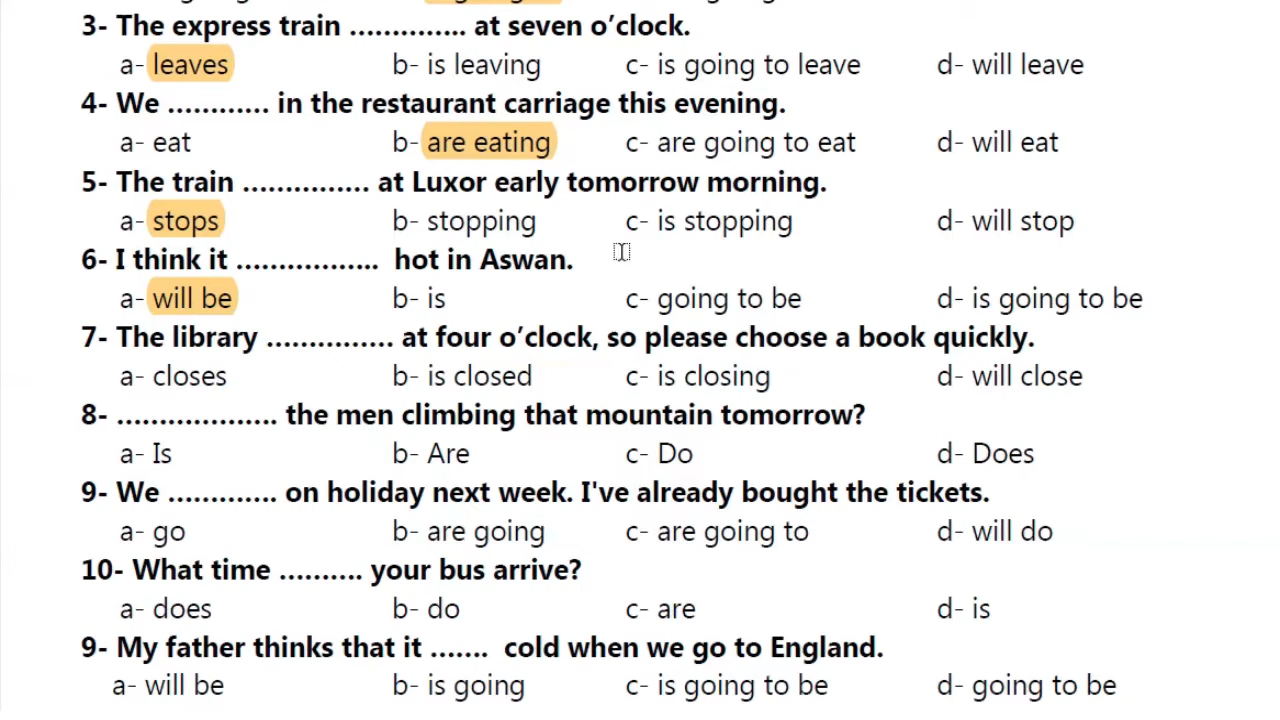 3- The express train ………….. at seven o’clock.
a- leaves b- is leaving c- is going to leave d- will leave
4- We ………… in the restaurant carriage this evening.
a- eat b- are eating c- are going to eat d- will eat
5- The train …………… at Luxor early tomorrow morning.
a- stops b- stopping c- is stopping d- will stop
6- I think it …………….. hot in Aswan.
a- will be b- is c- going to be d- is going to be
7- The library …………… at four o’clock, so please choose a book quickly.
a- closes b- is closed c- is closing d- will close
8- ………………. the men climbing that mountain tomorrow?
a- Is b- Are c- Do d- Does
9- We …………. on holiday next week. I've already bought the tickets.
a- go b- are going c- are going to d- will do
10- What time ………. your bus arrive?
a- does b- do c- are d- is
9- My father thinks that it ……. cold when we go to England.
a- will be b- is going c- is going to be d- going to be